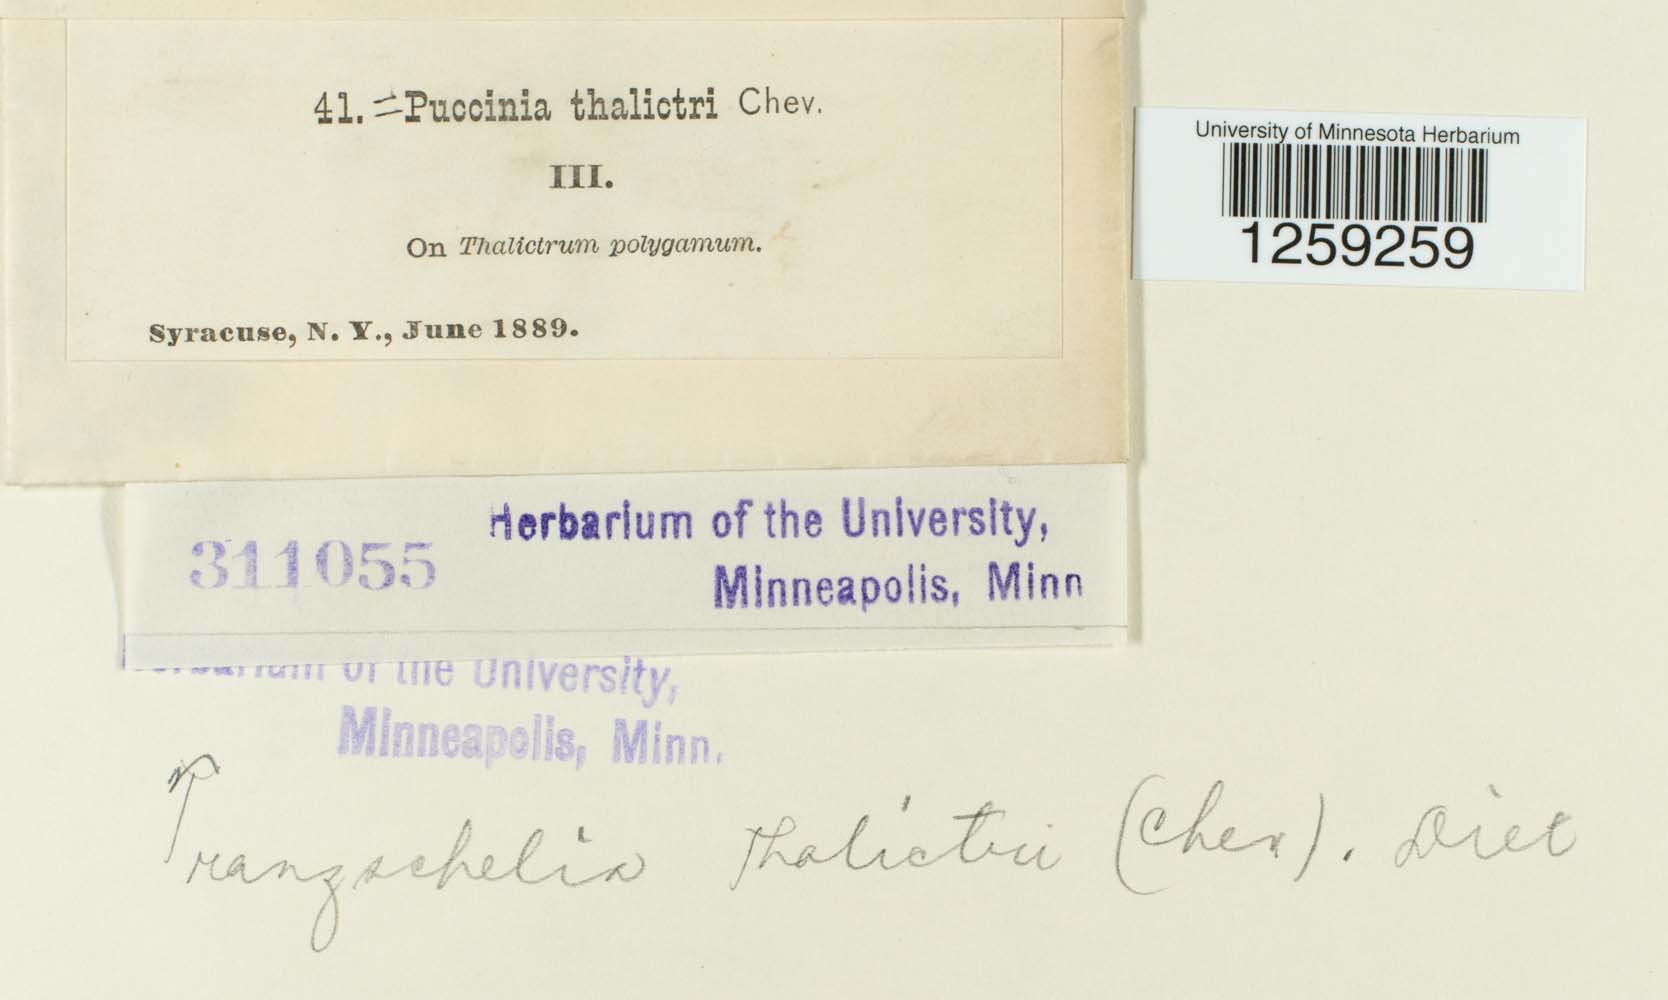 41. = Puccinia thalictri Chev.
III.
On Thalictrum polygamum.
Syracuse, N. Y., June 1889.
University of Minnesota Herbarium
1259259
311055
Herbarium of the University,
Minneapolis, Minn
Herbarium of the University,
Minneapolis, Minn.
Tranzschelia Thalictri (Chev). Diet